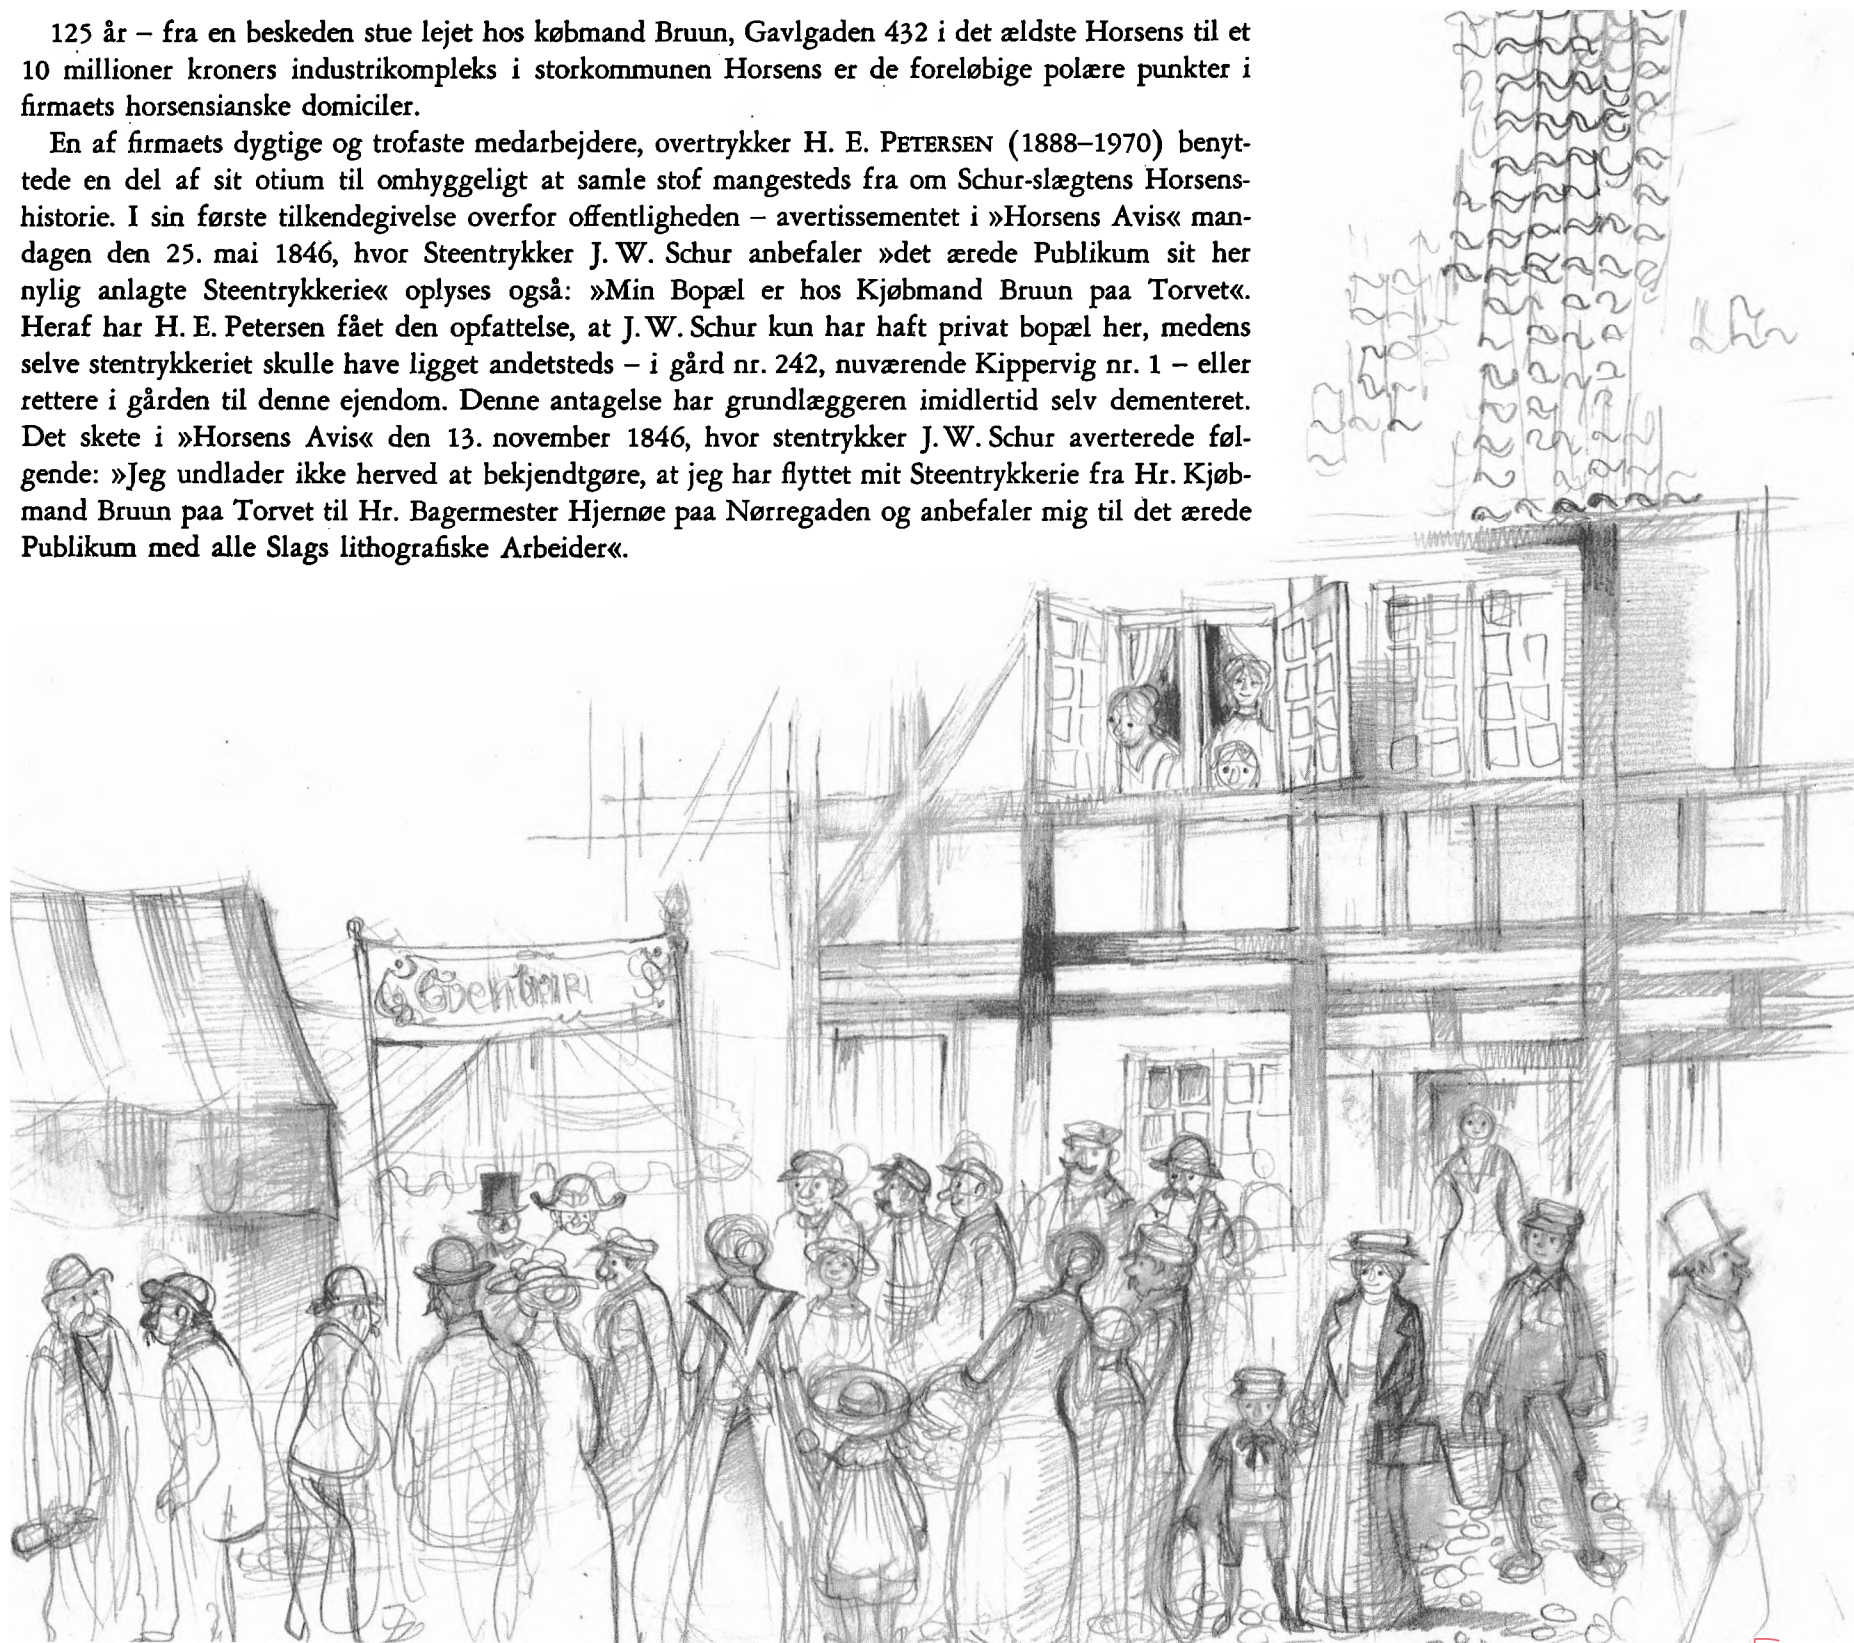 125 år – fra en beskeden stue lejet hos købmand Bruun, Gavlgaden 432 i det ældste Horsens til et
10 millioner kroners industrikompleks i storkommunen Horsens er de foreløbige polære punkter i
firmaets horsensianske domiciler.
En af firmaets dygtige og trofaste medarbejdere, overtrykker H. E. PETERSEN (1888–1970) benyt-
tede en del af sit otium til omhyggeligt at samle stof mangesteds fra om Schur-slægtens Horsens-
historie. I sin første tilkendegivelse overfor offentligheden – avertissementet i »Horsens Avis« man-
dagen den 25. mai 1846, hvor Steentrykker J. W. Schur anbefaler »det ærede Publikum sit her
nylig anlagte Steentrykkerie« oplyses også: »Min Bopæl er hos Kjøbmand Bruun paa Torvet«.
Heraf har H. E. Petersen fået den opfattelse, at J. W. Schur kun har haft privat bopæl her, medens
selve stentrykkeriet skulle have ligget andetsteds – i gård nr. 242, nuværende Kippervig nr. 1 – eller
rettere i gården til denne ejendom. Denne antagelse har grundlæggeren imidlertid selv dementeret.
Det skete i »Horsens Avis« den 13. november 1846, hvor stentrykker J. W. Schur averterede føl-
gende: »Jeg undlader ikke herved at bekjendtgøre, at jeg har flyttet mit Steentrykkerie fra Hr. Kjøb-
mand Bruun paa Torvet til Hr. Bagermester Hjernøe paa Nørregaden og anbefaler mig til det ærede
Publikum med alle Slags lithografiske Arbeider«.